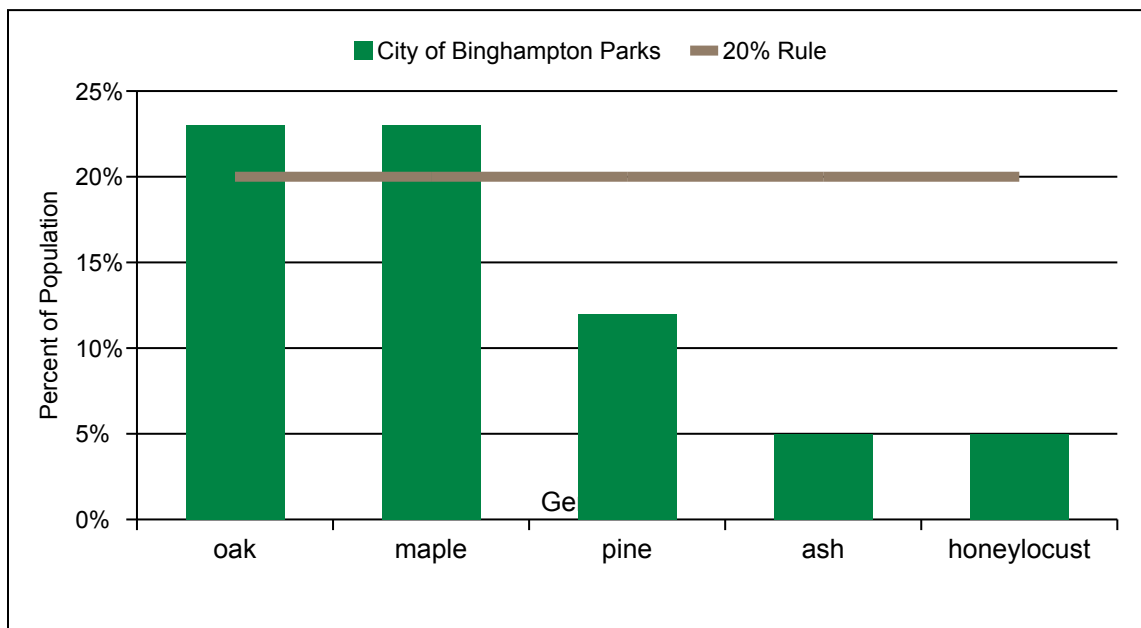 City of Binghampton Parks 20% Rule
25%
20%
15%
10%
5%
0%
Percent of Population
Ge
oak maple pine ash honeylocust